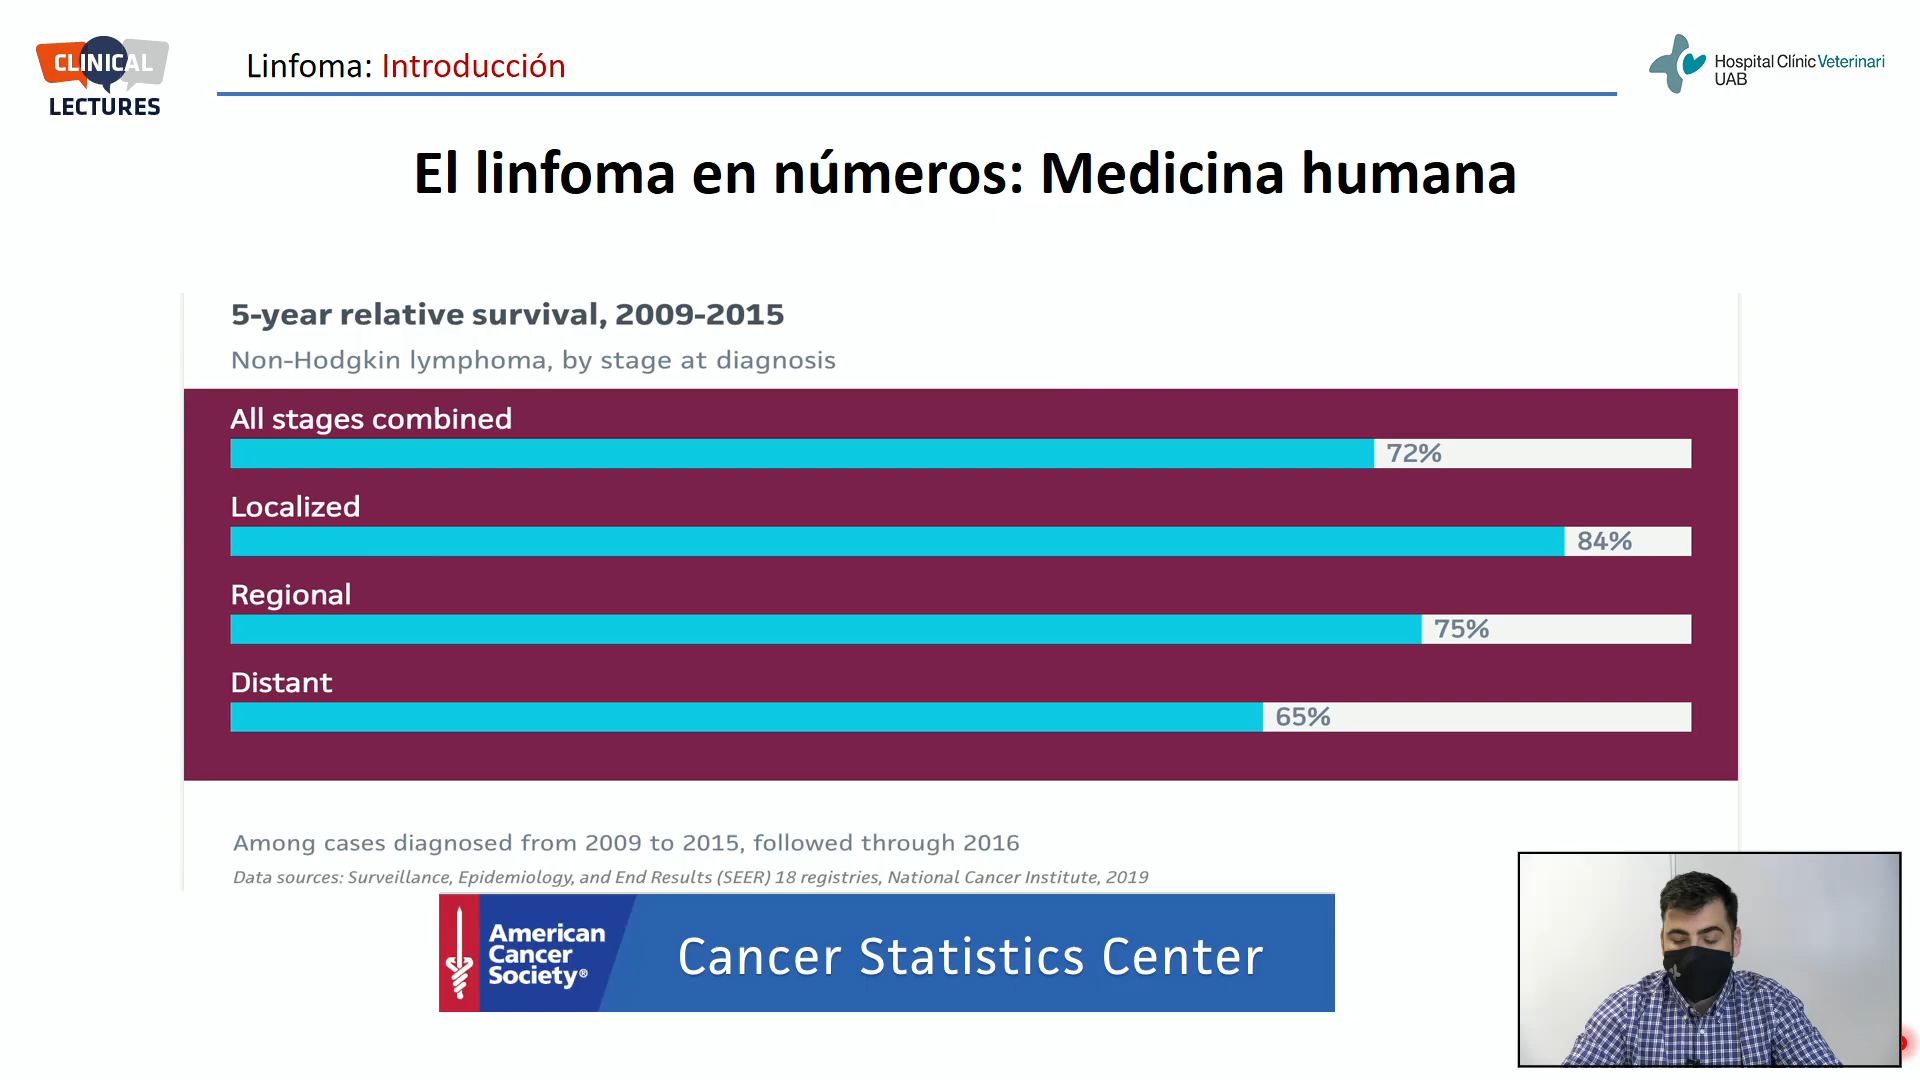 CLINICAL
LECTURES
Linfoma: Introducción
Hospital Clínic Veterinari
UAB
El linfoma en números: Medicina humana
5-year relative survival, 2009-2015
Non-Hodgkin lymphoma, by stage at diagnosis
All stages combined
72%
Localized
84%
Regional
75%
Distant
65%
Among cases diagnosed from 2009 to 2015, followed through 2016
Data sources: Surveillance, Epidemiology, and End Results (SEER) 18 registries, National Cancer Institute, 2019
American
Cancer
Society®
Cancer Statistics Center